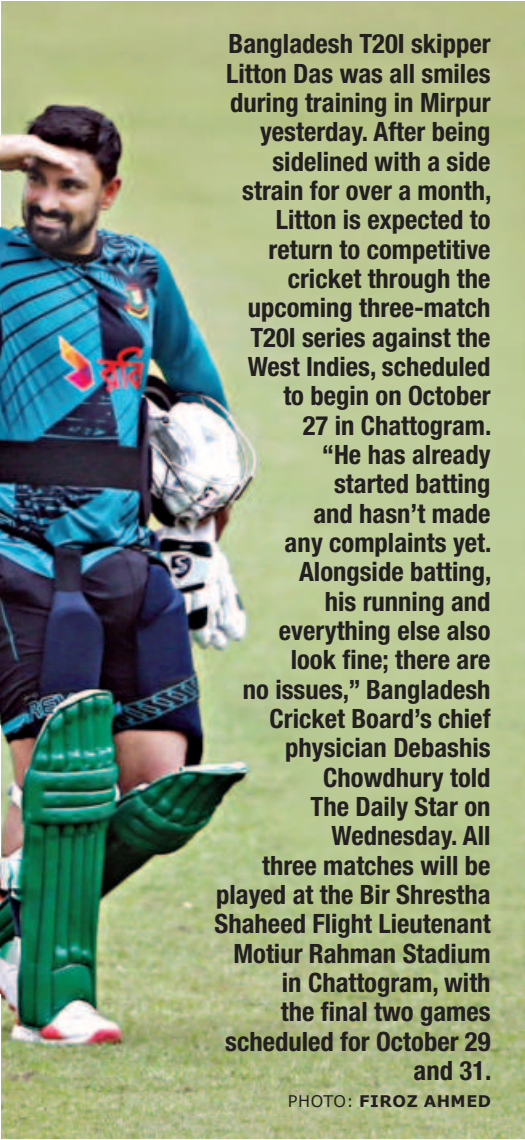 Bangladesh T20I skipper
Litton Das was all smiles
during training in Mirpur
yesterday. After being
sidelined with a side
strain for over a month,
Litton is expected to
return to competitive
cricket through the
upcoming three-match
T20I series against the
West Indies, scheduled
to begin on October
27 in Chattogram.
“He has already
started batting
and hasn’t made
any complaints yet.
Alongside batting,
his running and
everything else also
look fine; there are
no issues,” Bangladesh
Cricket Board’s chief
physician Debashis
Chowdhury told
The Daily Star on
Wednesday. All
three matches will be
played at the Bir Shrestha
Shaheed Flight Lieutenant
Motiur Rahman Stadium
in Chattogram, with
the final two games
scheduled for October 29
and 31.
PHOTO: FIROZ AHMED
রবি